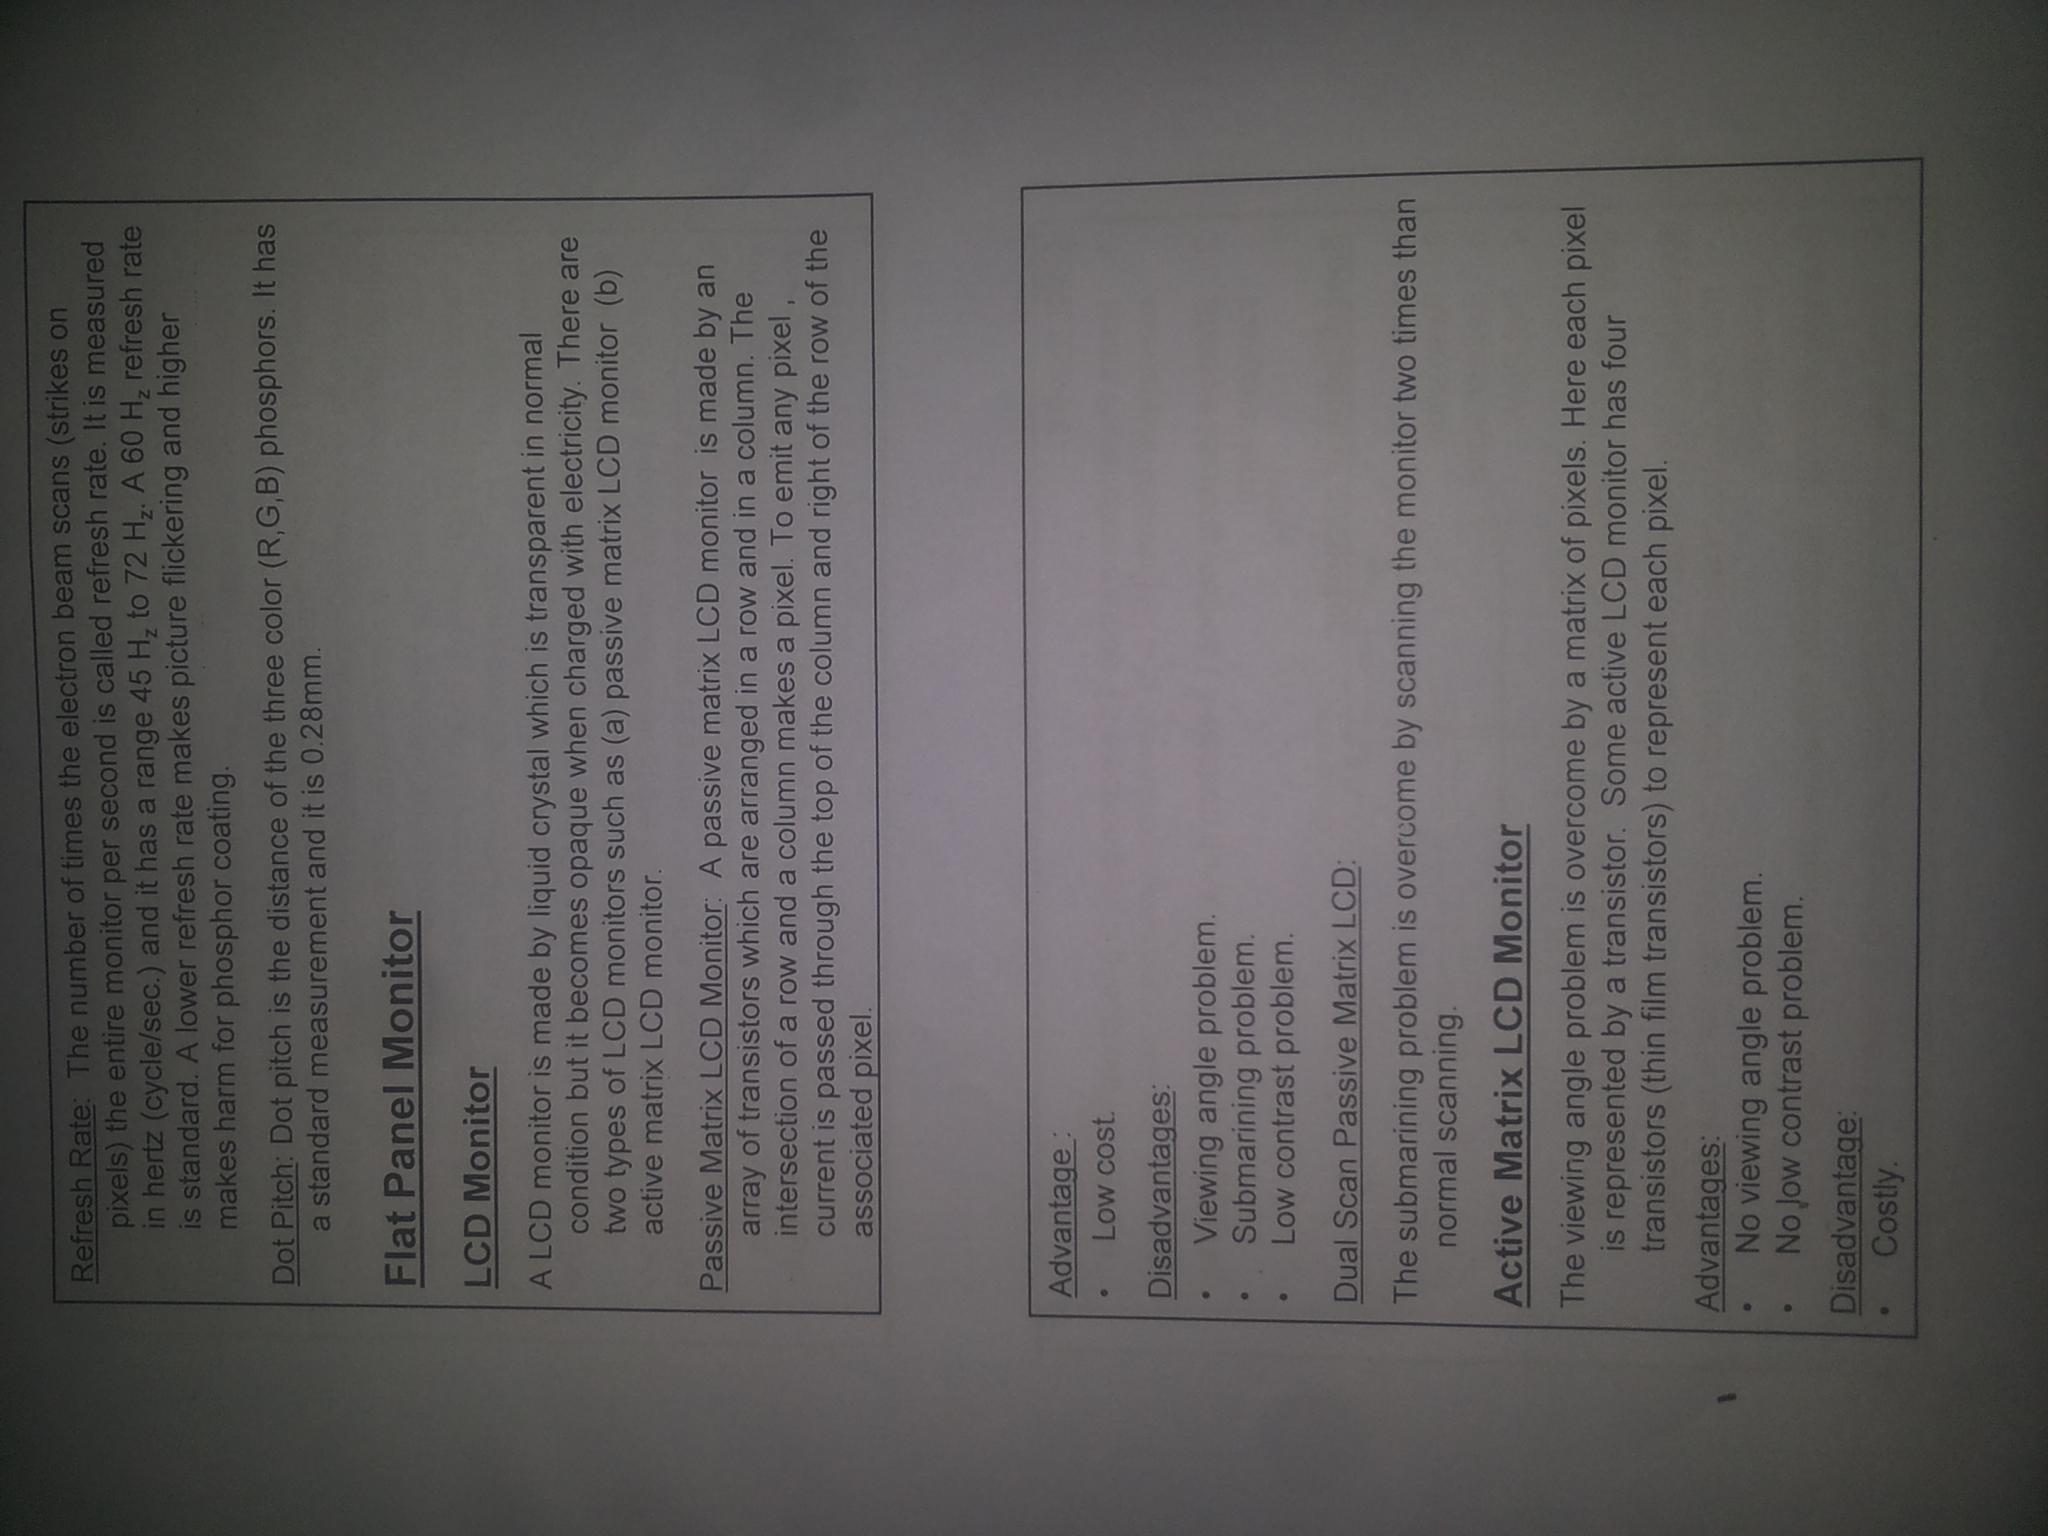 Refresh Rate: The number of times the electron beam scans (strikes on
pixels) the entire monitor per second is called refresh rate. It is measured
in hertz (cycle/sec.) and it has a range 45 Hz to 72 Hz. A 60 Hz refresh rate
is standard. A lower refresh rate makes picture flickering and higher
makes harm for phosphor coating.
Dot Pitch: Dot pitch is the distance of the three color (R,G,B) phosphors. It has
a standard measurement and it is 0.28mm.
Flat Panel Monitor
LCD Monitor
A LCD monitor is made by liquid crystal which is transparent in normal
condition but it becomes opaque when charged with electricity. There are
two types of LCD monitors such as (a) passive matrix LCD monitor (b)
active matrix LCD monitor.
Passive Matrix LCD Monitor: A passive matrix LCD monitor is made by an
array of transistors which are arranged in a row and in a column. The
intersection of a row and a column makes a pixel. To emit any pixel ,
current is passed through the top of the column and right of the row of the
associated pixel.
Advantage :
• Low cost.
Disadvantages:
• Viewing angle problem.
• Submarining problem.
• Low contrast problem.
Dual Scan Passive Matrix LCD:
The submarining problem is overcome by scanning the monitor two times than
normal scanning.
Active Matrix LCD Monitor
The viewing angle problem is overcome by a matrix of pixels. Here each pixel
is represented by a transistor. Some active LCD monitor has four
transistors (thin film transistors) to represent each pixel.
Advantages:
• No viewing angle problem.
• No low contrast problem.
Disadvantage:
• Costly.